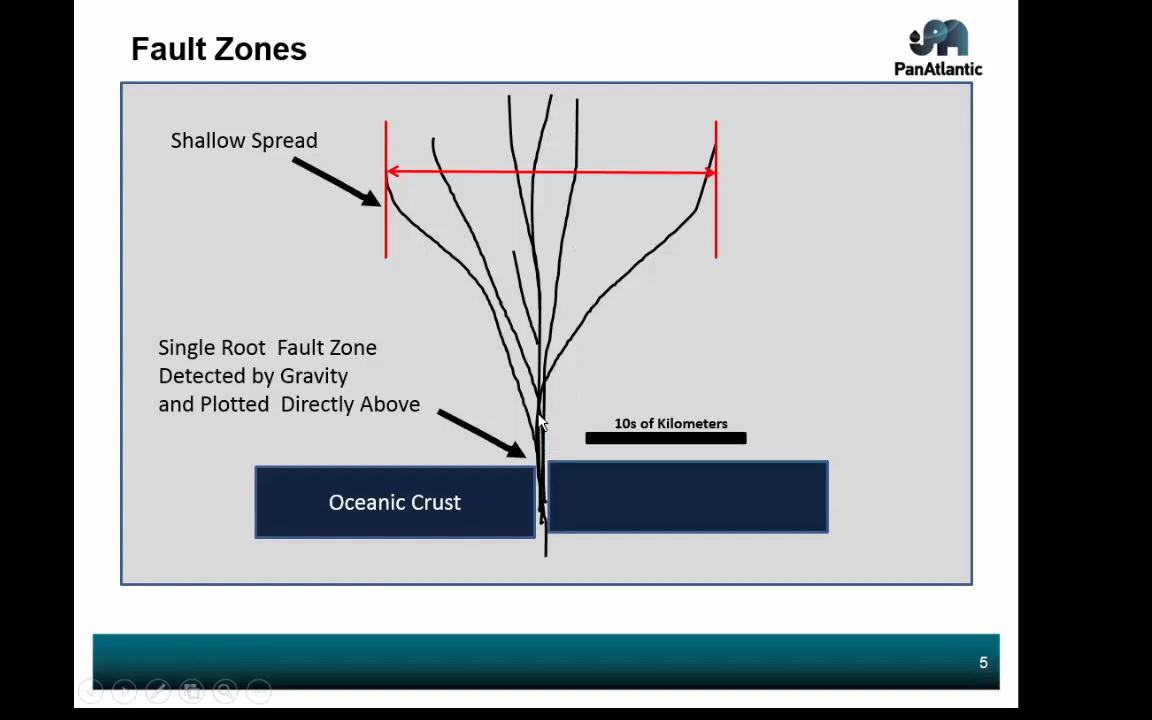 Fault Zones
PanAtlantic
Shallow Spread
Single Root Fault Zone
Detected by Gravity
and Plotted Directly Above
10s of Kilometers
Oceanic Crust
5